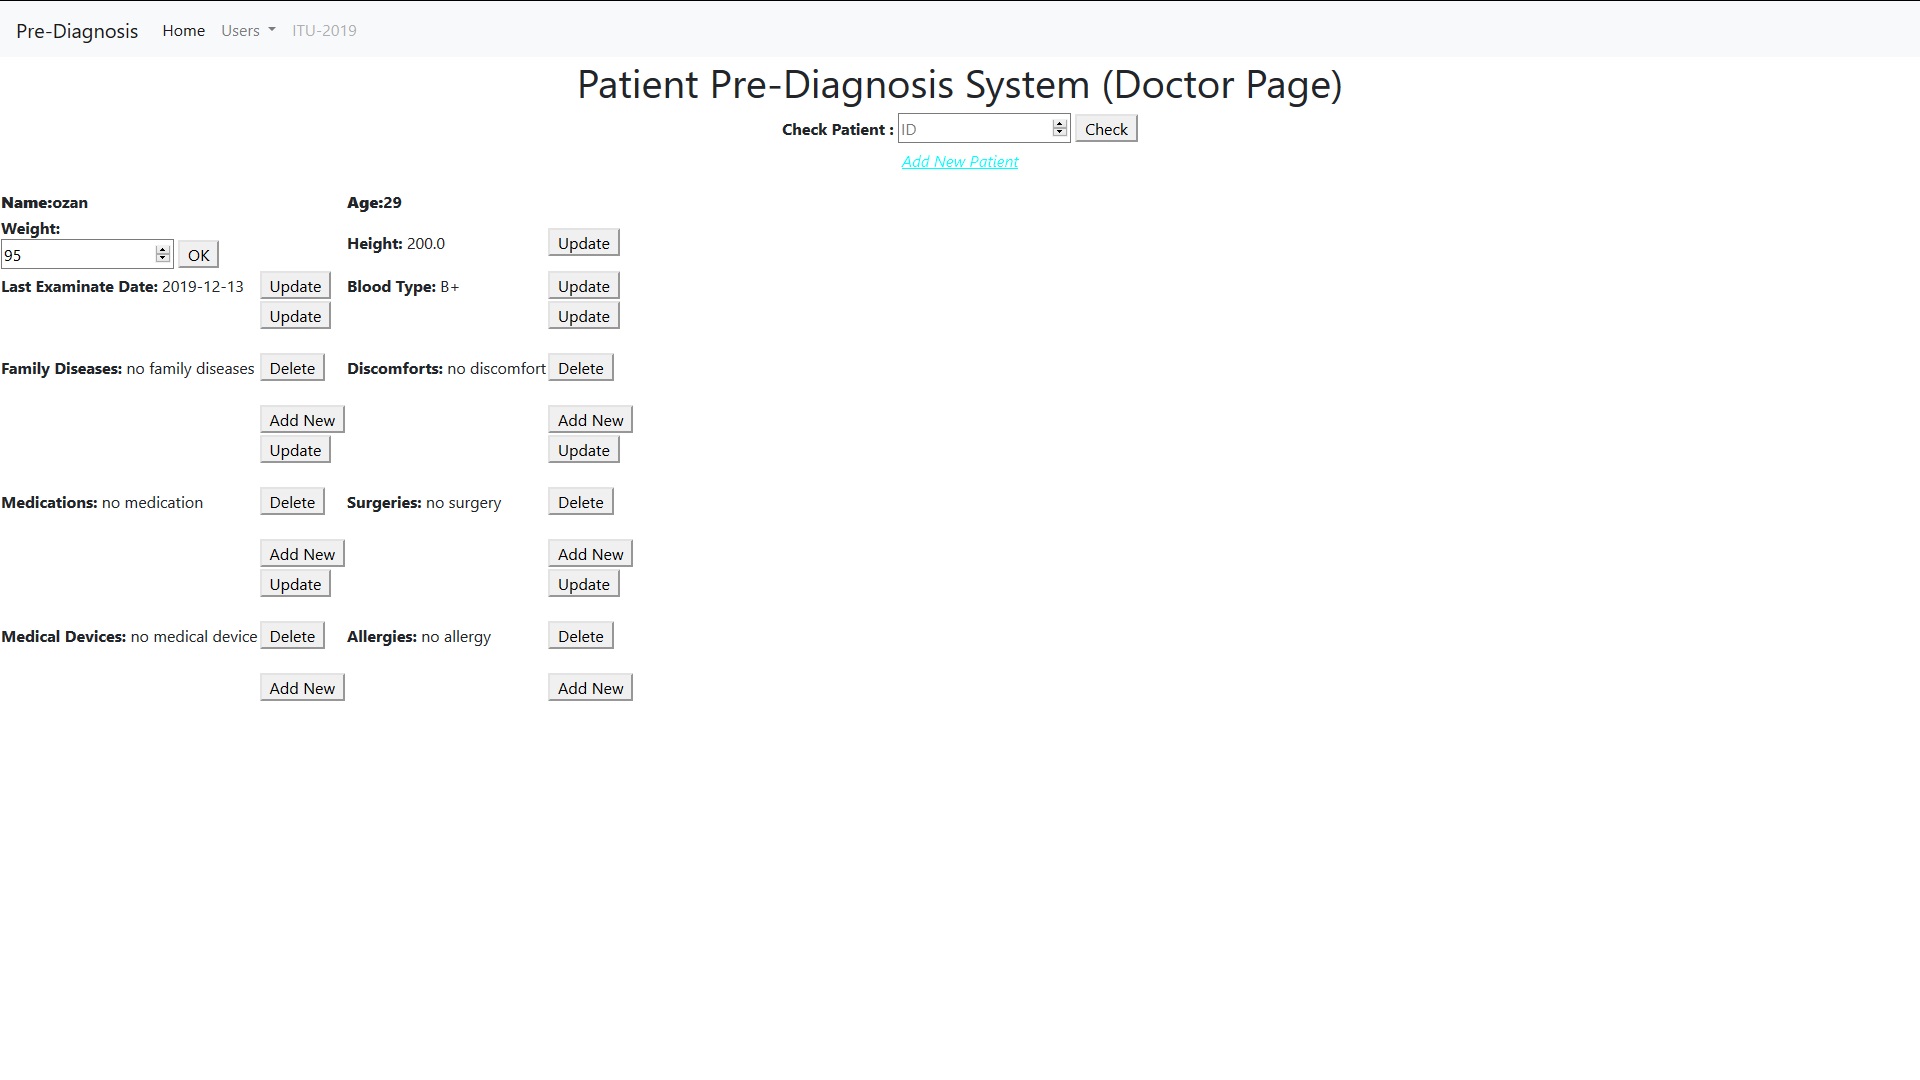 Pre-Diagnosis Home Users ITU-2019
Patient Pre-Diagnosis System (Doctor Page)
Check Patient : ID Check
Add New Patient
Name:ozan Age:29
Weight:
95 OK Height: 200.0 Update
Last Examinate Date: 2019-12-13 Update Blood Type: B+ Update
Update Update
Family Diseases: no family diseases Delete Discomforts: no discomfort Delete
Add New Add New
Update Update
Medications: no medication Delete Surgeries: no surgery Delete
Add New Add New
Update Update
Medical Devices: no medical device Delete Allergies: no allergy Delete
Add New Add New